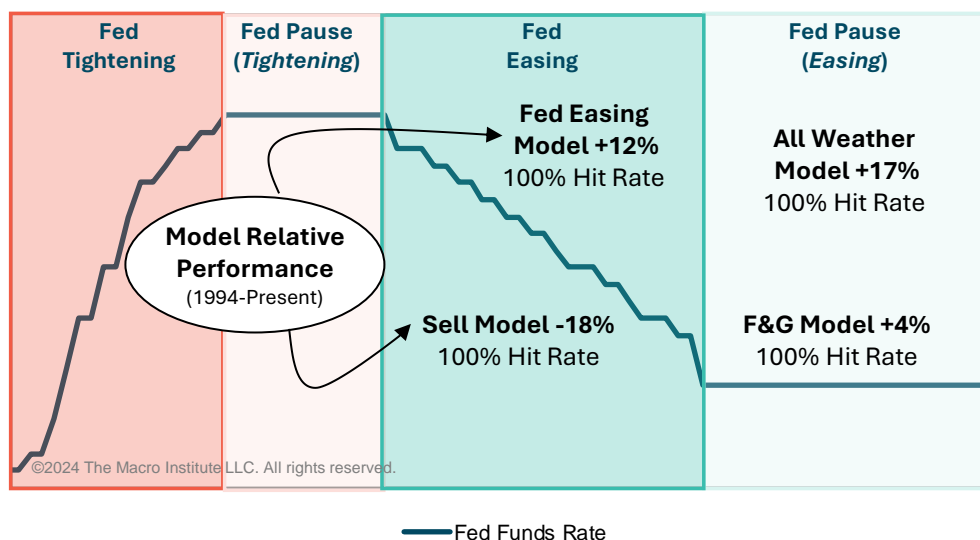 Fed
Tightening
Fed Pause
(Tightening)
Fed
Easing
Fed Pause
(Easing)
Fed Easing
Model +12%
100% Hit Rate
All Weather
Model +17%
100% Hit Rate
Model Relative
Performance
(1994-Present)
Sell Model -18%
100% Hit Rate
F&G Model +4%
100% Hit Rate
©2024 The Macro Institute LLC. All rights reserved.
Fed Funds Rate